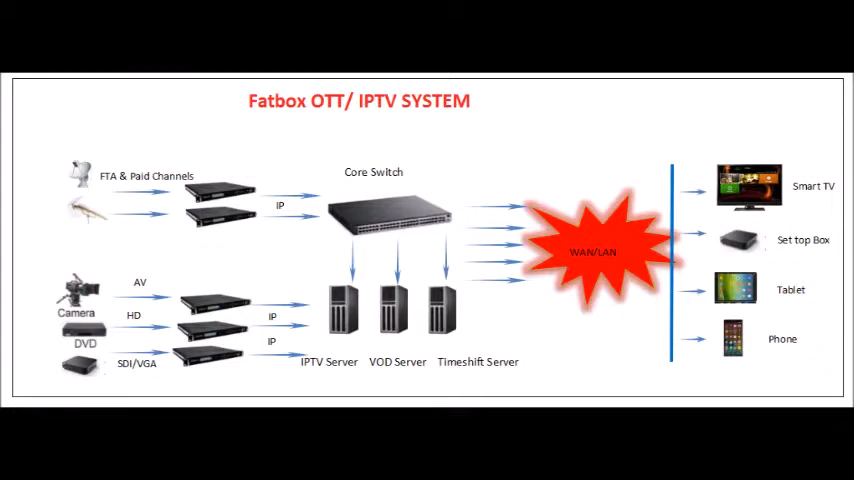 Fatbox OTT/ IPTV SYSTEM
FTA & Paid Channels
IP
Core Switch
WAN/LAN
Smart TV
Set top Box
Tablet
Phone
AV
Camera
HD
DVD
SDI/VGA
IP
IP
IPTV Server
VOD Server
Timeshift Server